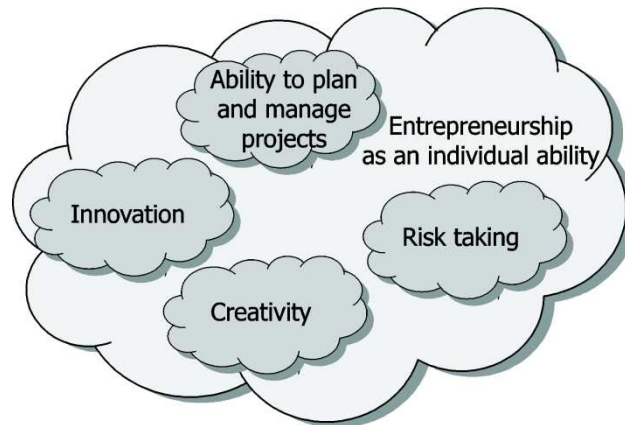 Ability to plan
and manage
projects
Entrepreneurship
as an individual ability
Innovation
Risk taking
Creativity